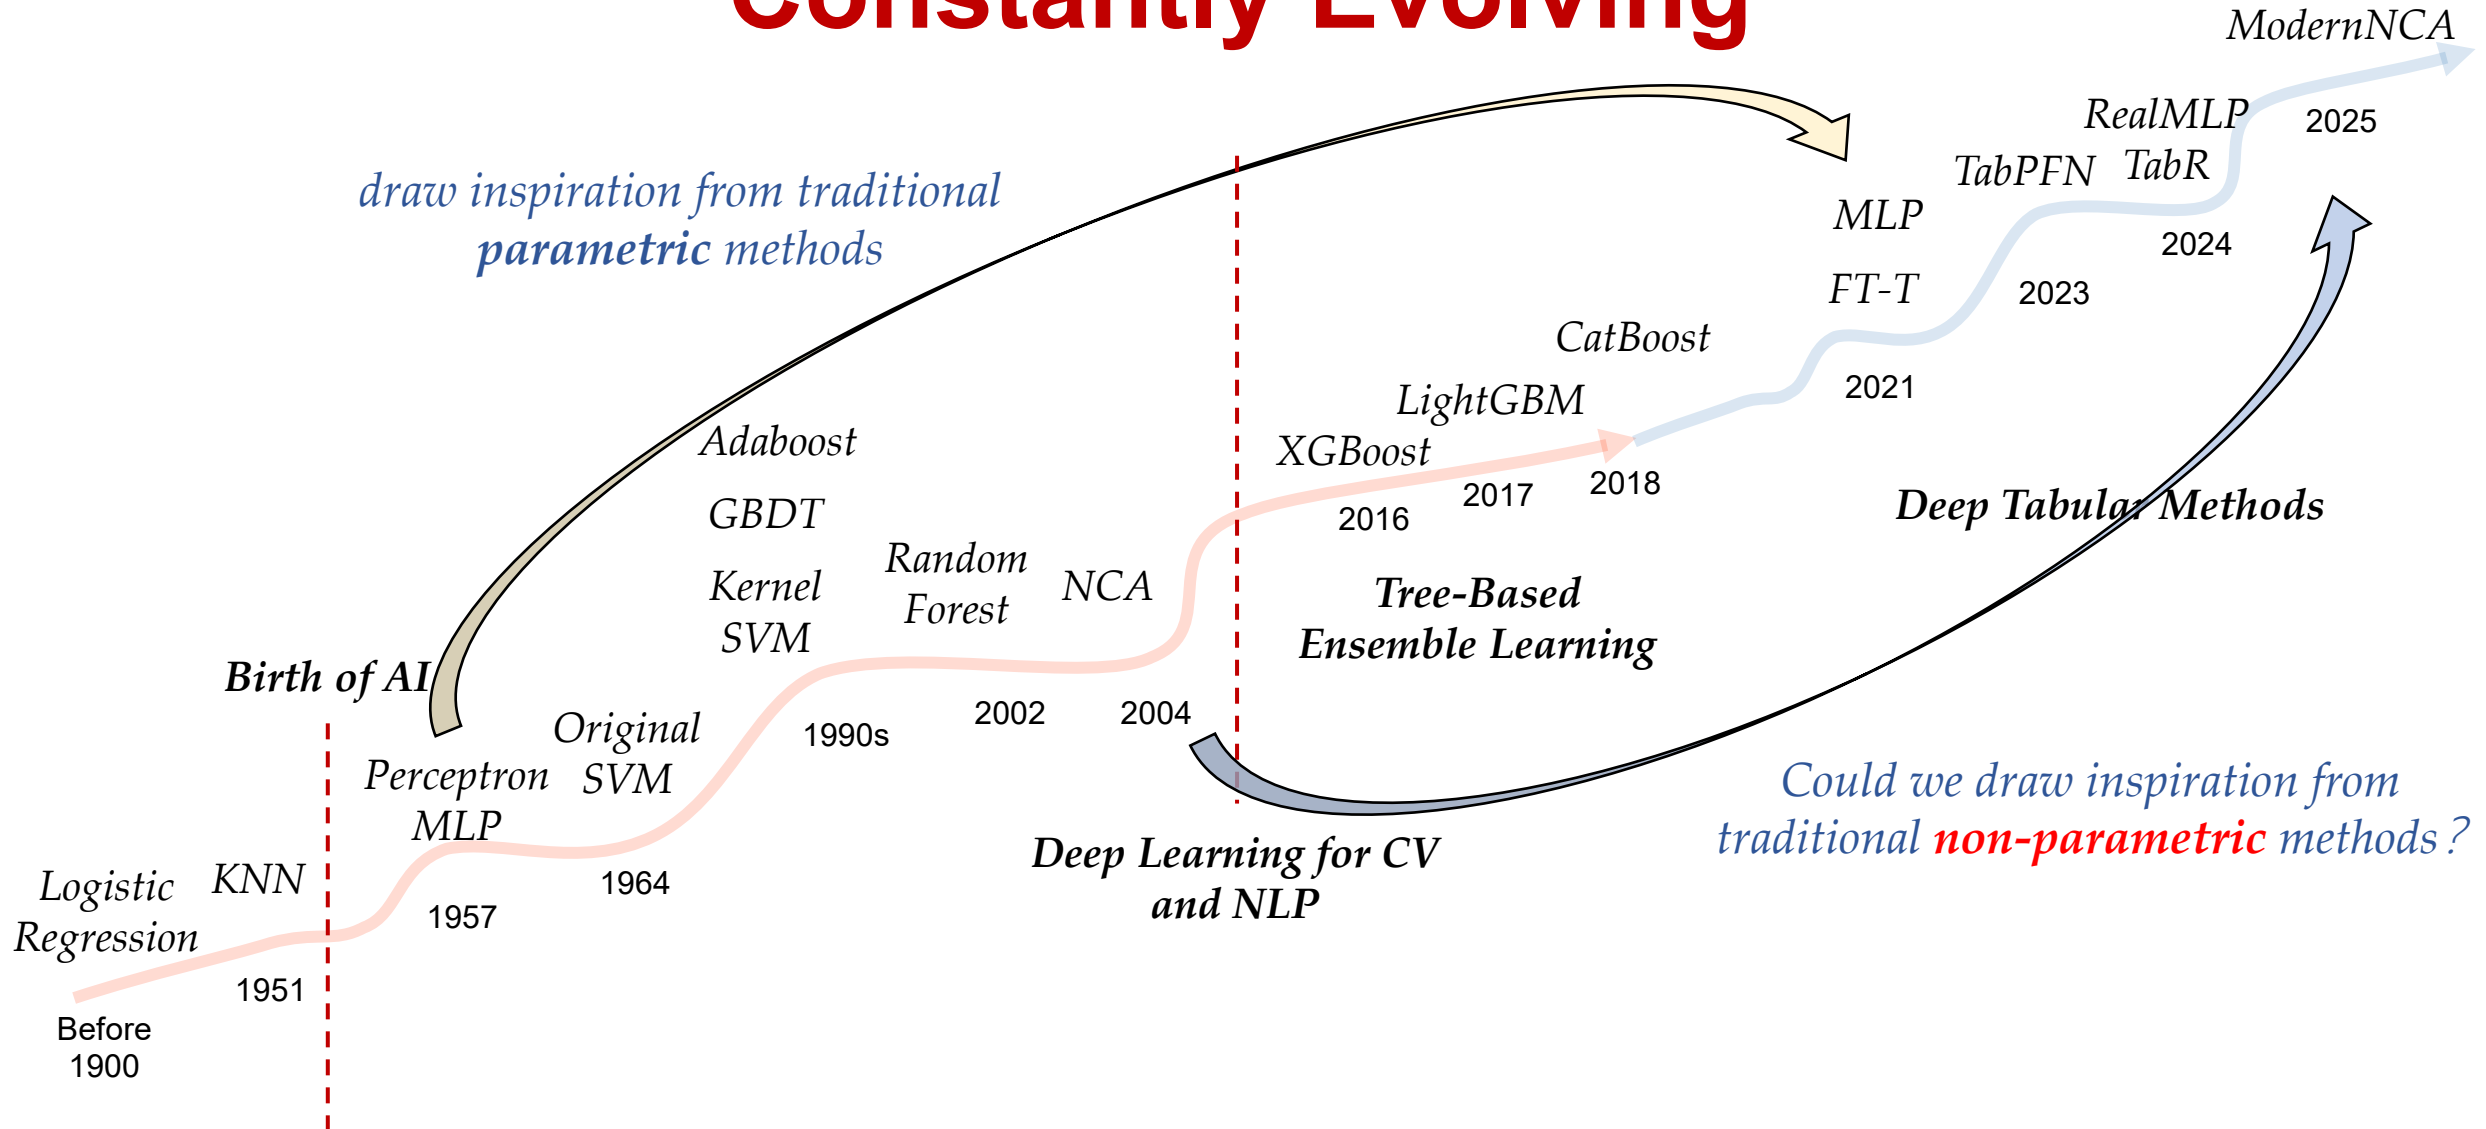 Constantly Evolving
ModernNCA
2025
RealMLP
TabR
2024
TabPFN
2023
MLP
FT-T
2021
draw inspiration from traditional
parametric methods
CatBoost
2018
LightGBM
2017
XGBoost
2016
Adaboost
GBDT
Kernel
SVM
1990s
Random
Forest
2002
NCA
2004
Tree-Based
Ensemble Learning
Deep Tabular Methods
Birth of AI
Original
SVM
1964
Perceptron
MLP
1957
KNN
1951
Logistic
Regression
Before
1900
Deep Learning for CV
and NLP
Could we draw inspiration from
traditional non-parametric methods?